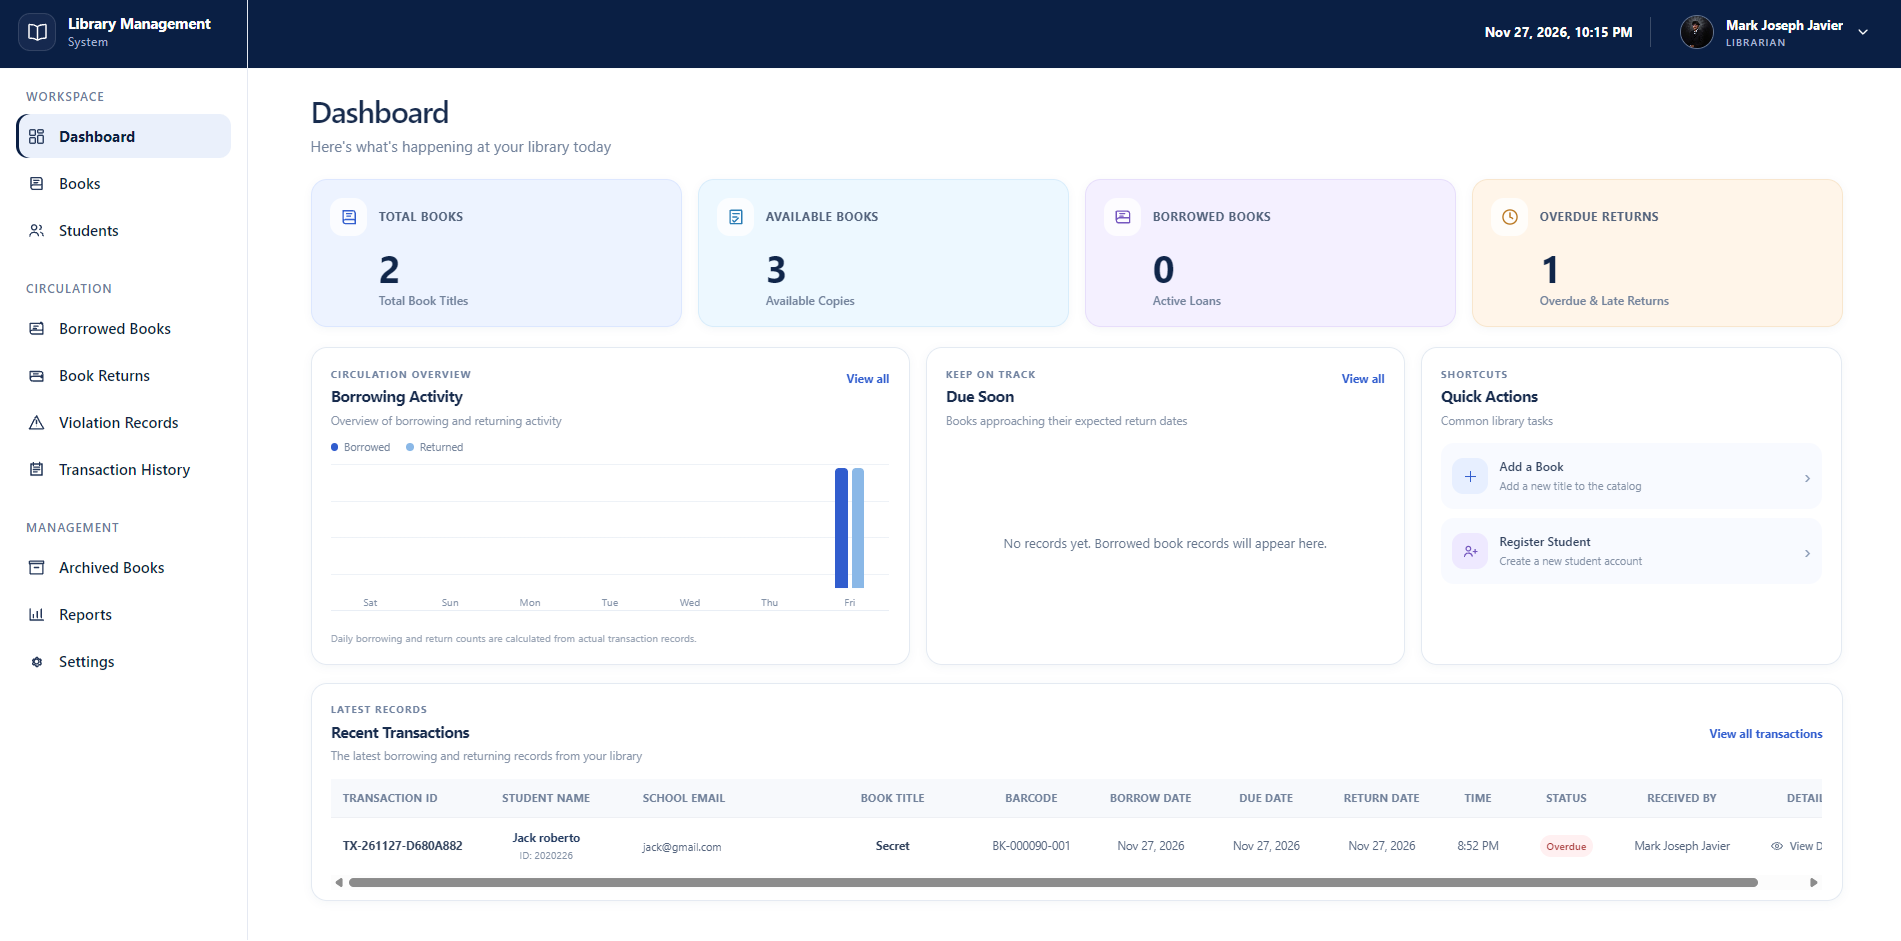 Library Management
System
Nov 27, 2026, 10:15 PM
Mark Joseph Javier
LIBRARIAN
WORKSPACE
Dashboard
Books
Students
CIRCULATION
Borrowed Books
Book Returns
Violation Records
Transaction History
MANAGEMENT
Archived Books
Reports
Settings
Dashboard
Here's what's happening at your library today
TOTAL BOOKS
2
Total Book Titles
AVAILABLE BOOKS
3
Available Copies
BORROWED BOOKS
0
Active Loans
OVERDUE RETURNS
1
Overdue & Late Returns
CIRCULATION OVERVIEW
Borrowing Activity
View all
Overview of borrowing and returning activity
Borrowed Returned
Sat Sun Mon Tue Wed Thu Fri
Daily borrowing and return counts are calculated from actual transaction records.
KEEP ON TRACK
Due Soon
View all
Books approaching their expected return dates
No records yet. Borrowed book records will appear here.
SHORTCUTS
Quick Actions
Common library tasks
Add a Book
Add a new title to the catalog
Register Student
Create a new student account
LATEST RECORDS
Recent Transactions
The latest borrowing and returning records from your library
View all transactions
TRANSACTION ID STUDENT NAME SCHOOL EMAIL BOOK TITLE BARCODE BORROW DATE DUE DATE RETURN DATE TIME STATUS RECEIVED BY DETAIL
TX-261127-D680A882 Jack roberto jack@gmail.com Secret BK-000090-001 Nov 27, 2026 Nov 27, 2026 Nov 27, 2026 8:52 PM Overdue Mark Joseph Javier View D
ID: 2020226